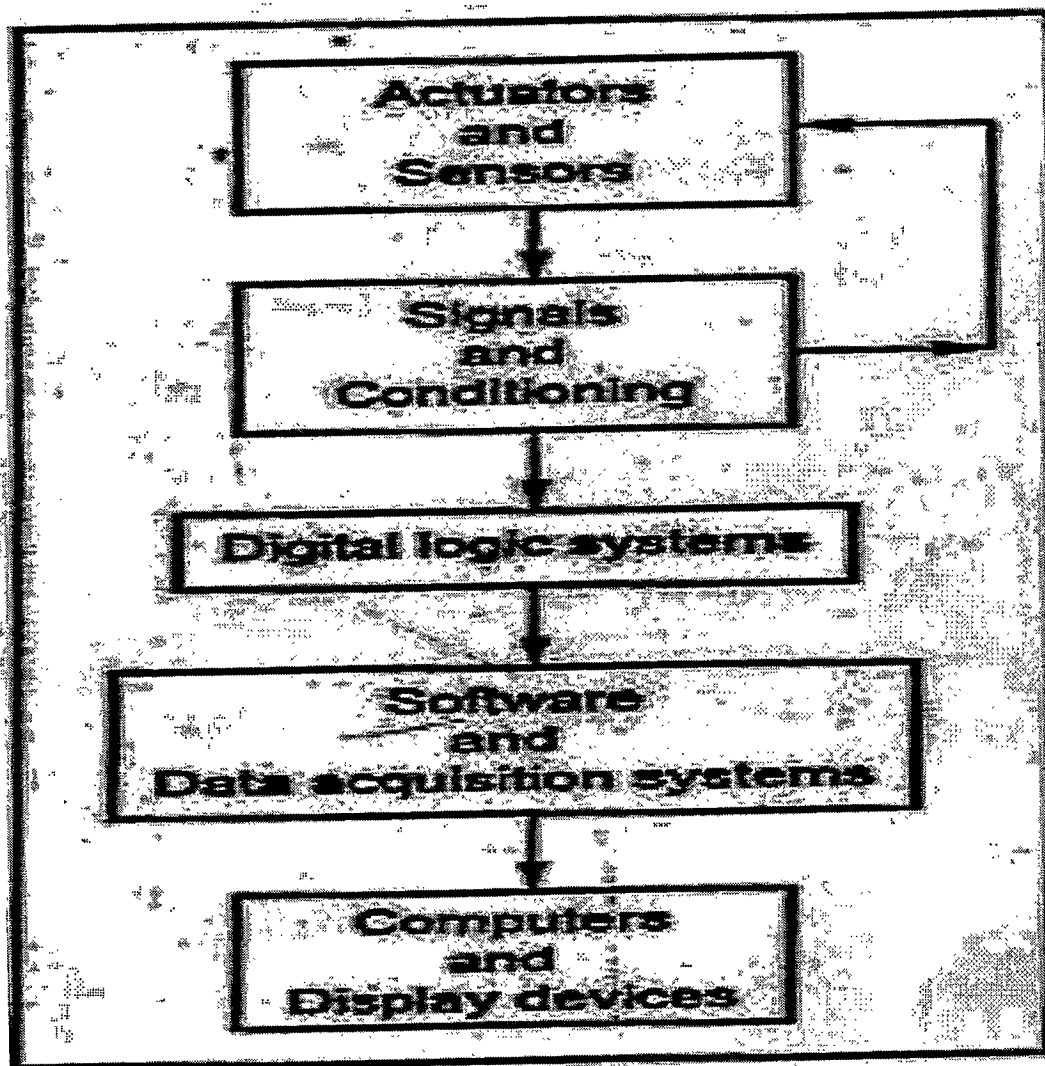 Actuators
and
Sensors
Signals
and
Conditioning
Digital logic systems
Software
and
Data acquisition systems
Computers
and
Display devices